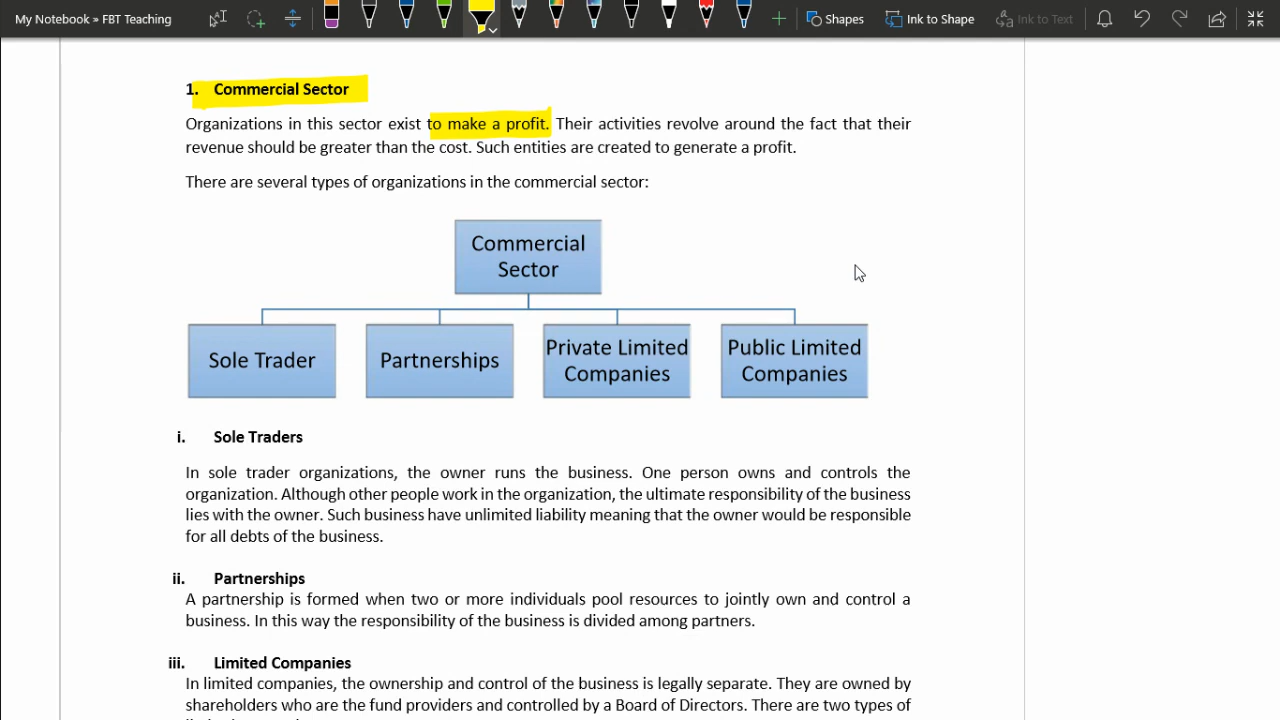 My Notebook » FBT Teaching
Shapes
Ink to Shape
Ink to Text
1. Commercial Sector
Organizations in this sector exist to make a profit. Their activities revolve around the fact that their
revenue should be greater than the cost. Such entities are created to generate a profit.
There are several types of organizations in the commercial sector:
Commercial
Sector
Sole Trader
Partnerships
Private Limited
Companies
Public Limited
Companies
i. Sole Traders
In sole trader organizations, the owner runs the business. One person owns and controls the
organization. Although other people work in the organization, the ultimate responsibility of the business
lies with the owner. Such business have unlimited liability meaning that the owner would be responsible
for all debts of the business.
ii. Partnerships
A partnership is formed when two or more individuals pool resources to jointly own and control a
business. In this way the responsibility of the business is divided among partners.
iii. Limited Companies
In limited companies, the ownership and control of the business is legally separate. They are owned by
shareholders who are the fund providers and controlled by a Board of Directors. There are two types of